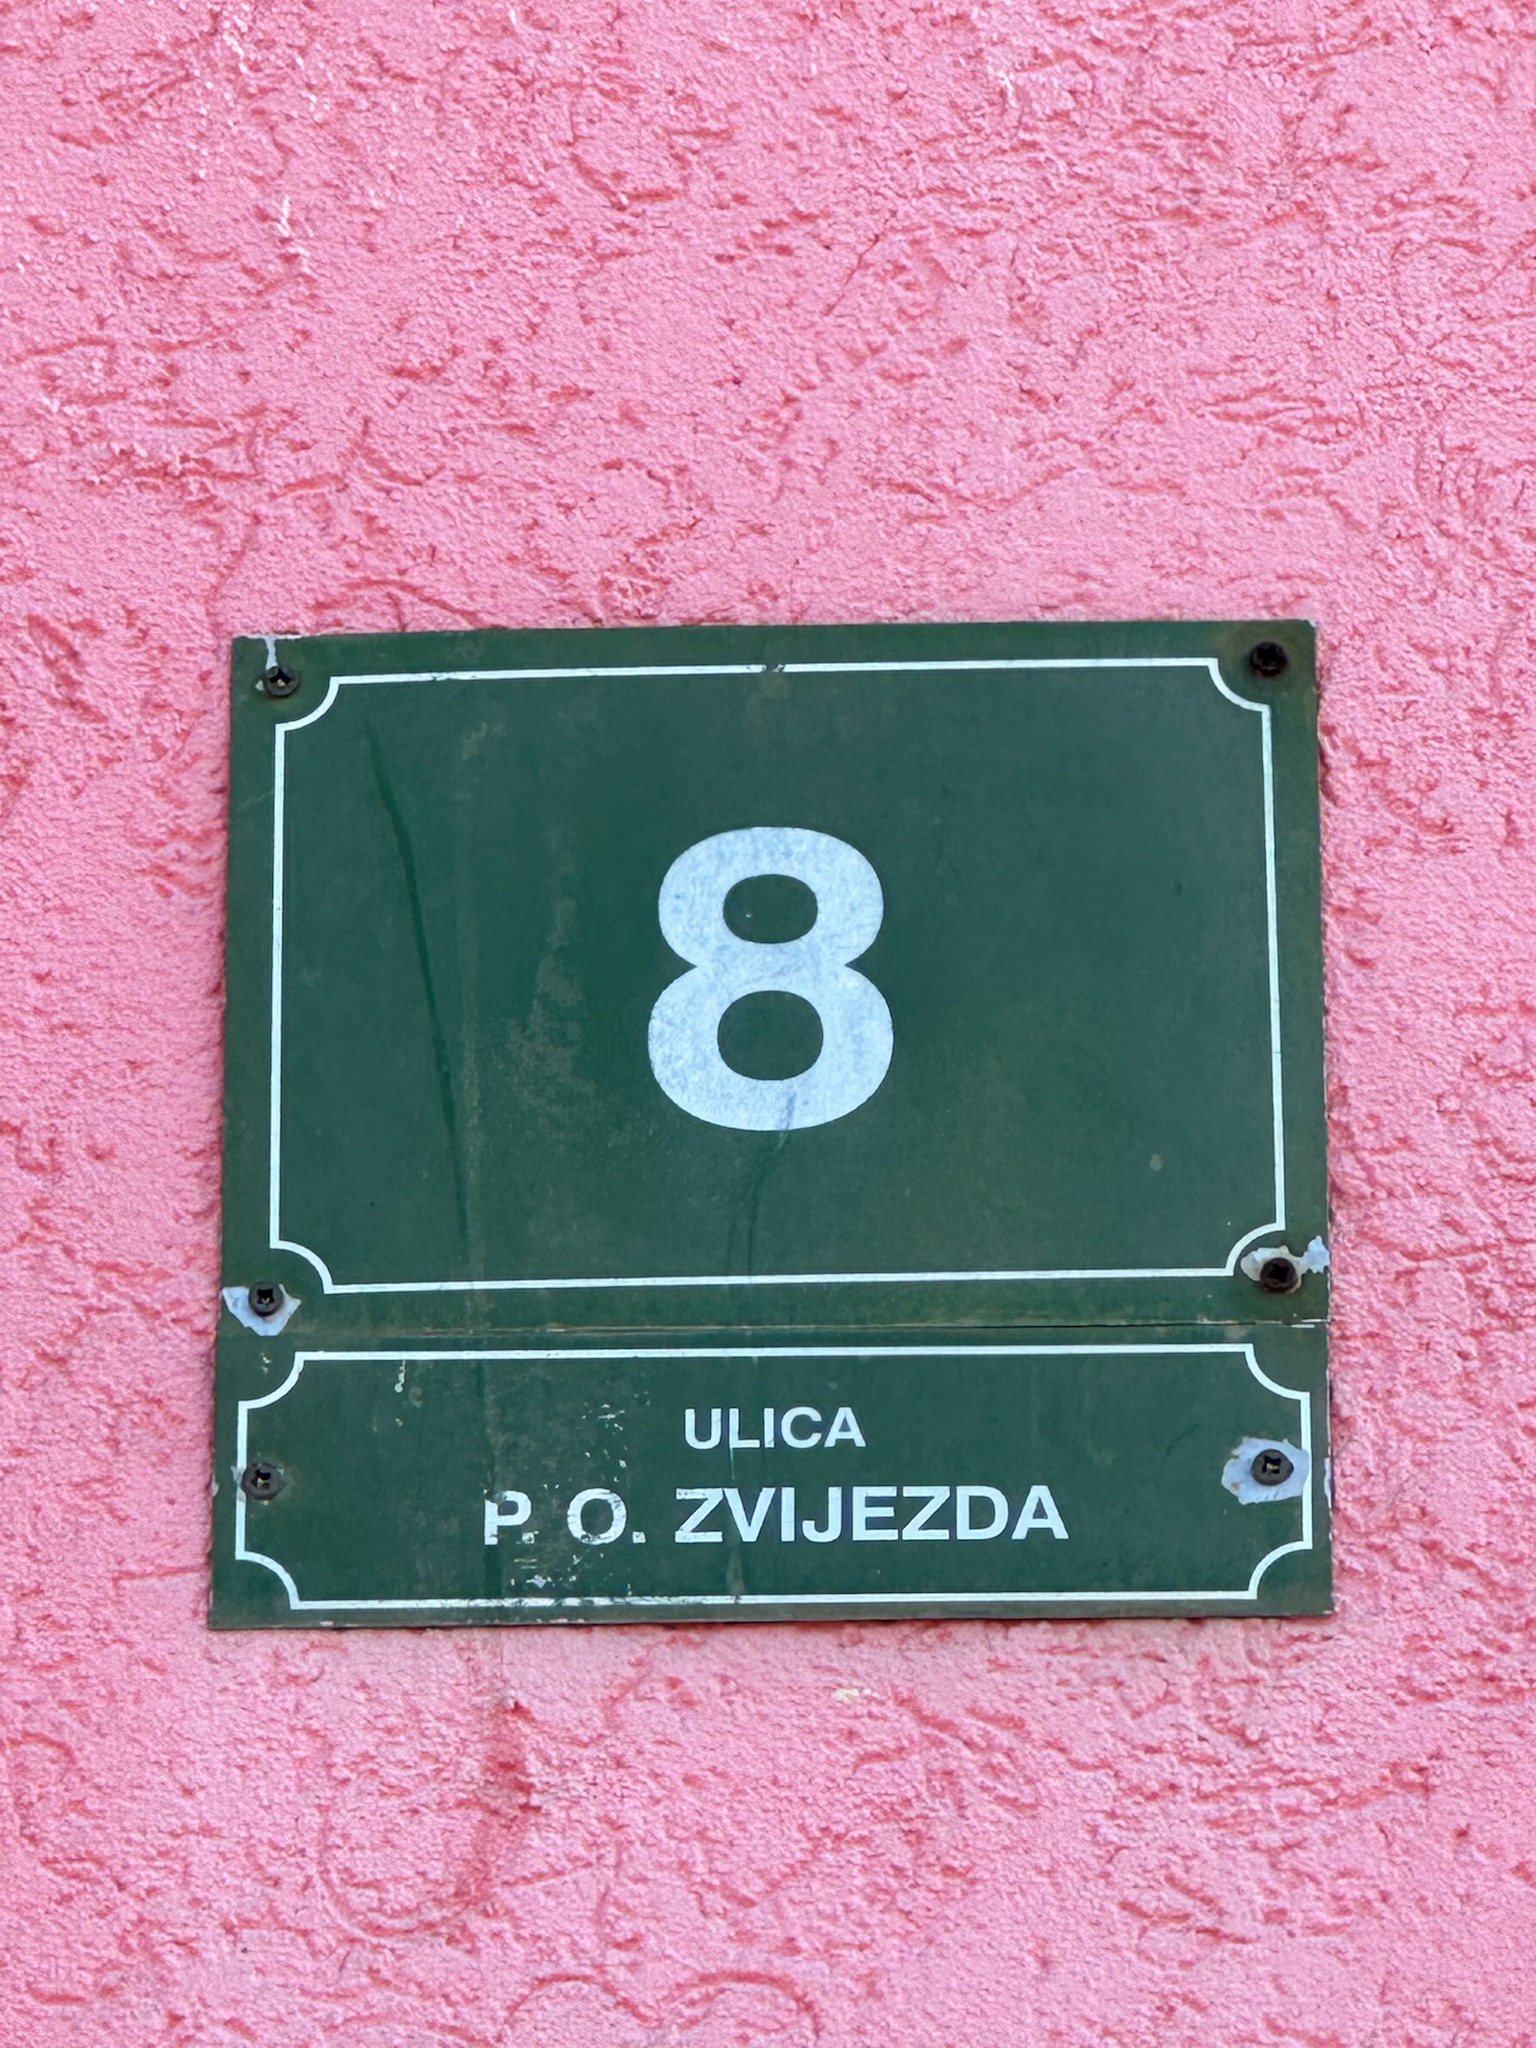 8
ULICA
P. O. ZVIJEZDA